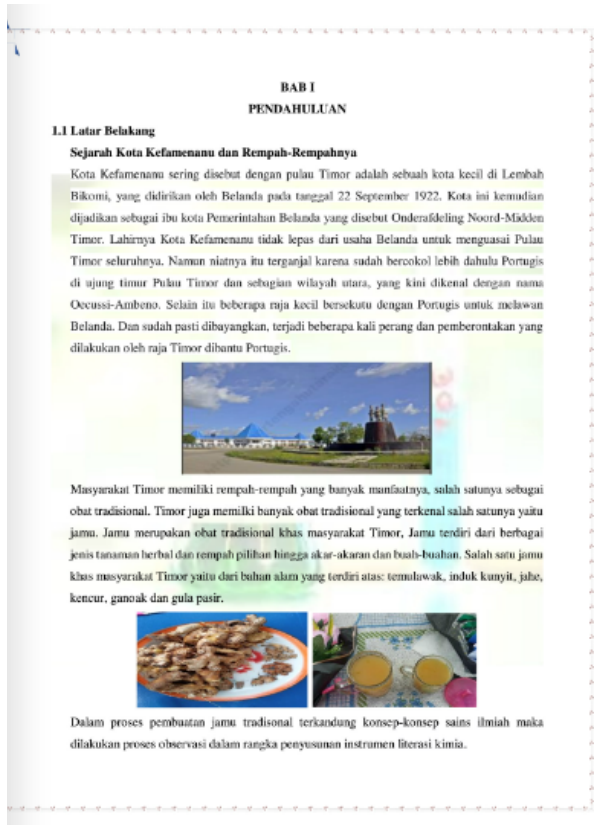 BAB I
PENDAHULUAN
1.1 Latar Belakang
Sejarah Kota Kefamenanu dan Rempah-Rempahnya
Kota Kefamenanu sering disebut dengan pulau Timor adalah sebuah kota kecil di Lembah
Bikomi, yang didirikan oleh Belanda pada tanggal 22 September 1922. Kota ini kemudian
dijadikan sebagai ibu kota Pemerintahan Belanda yang disebut Onderafdeling Noord-Midden
Timor. Lahirnya Kota Kefamenanu tidak lepas dari usaha Belanda untuk menguasai Pulau
Timor seluruhnya. Namun niatnya itu terganjal karena sudah bercokol lebih dahulu Portugis
di ujung timur Pulau Timor dan sebagian wilayah utara, yang kini dikenal dengan nama
Oecussi-Ambeno. Selain itu beberapa raja kecil bersekutu dengan Portugis untuk melawan
Belanda. Dan sudah pasti dibayangkan, terjadi beberapa kali perang dan pemberontakan yang
dilakukan oleh raja Timor dibantu Portugis.
Masyarakat Timor memiliki rempah-rempah yang banyak manfaatnya, salah satunya sebagai
obat tradisional. Timor juga memilki banyak obat tradisional yang terkenal salah satunya yaitu
jamu. Jamu merupakan obat tradisional khas masyarakat Timor, Jamu terdiri dari berbagai
jenis tanaman herbal dan rempah pilihan hingga akar-akaran dan buah-buahan. Salah satu jamu
khas masyarakat Timor yaitu dari bahan alam yang terdiri atas: temulawak, induk kunyit, jahe,
kencur, ganoak dan gula pasir.
Dalam proses pembuatan jamu tradisonal terkandung konsep-konsep sains ilmiah maka
dilakukan proses observasi dalam rangka penyusunan instrumen literasi kimia.